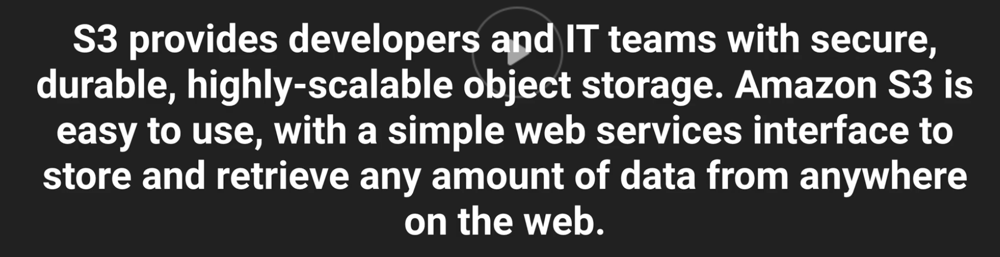 S3 provides developers and IT teams with secure,
durable, highly-scalable object storage. Amazon S3 is
easy to use, with a simple web services interface to
store and retrieve any amount of data from anywhere
on the web.